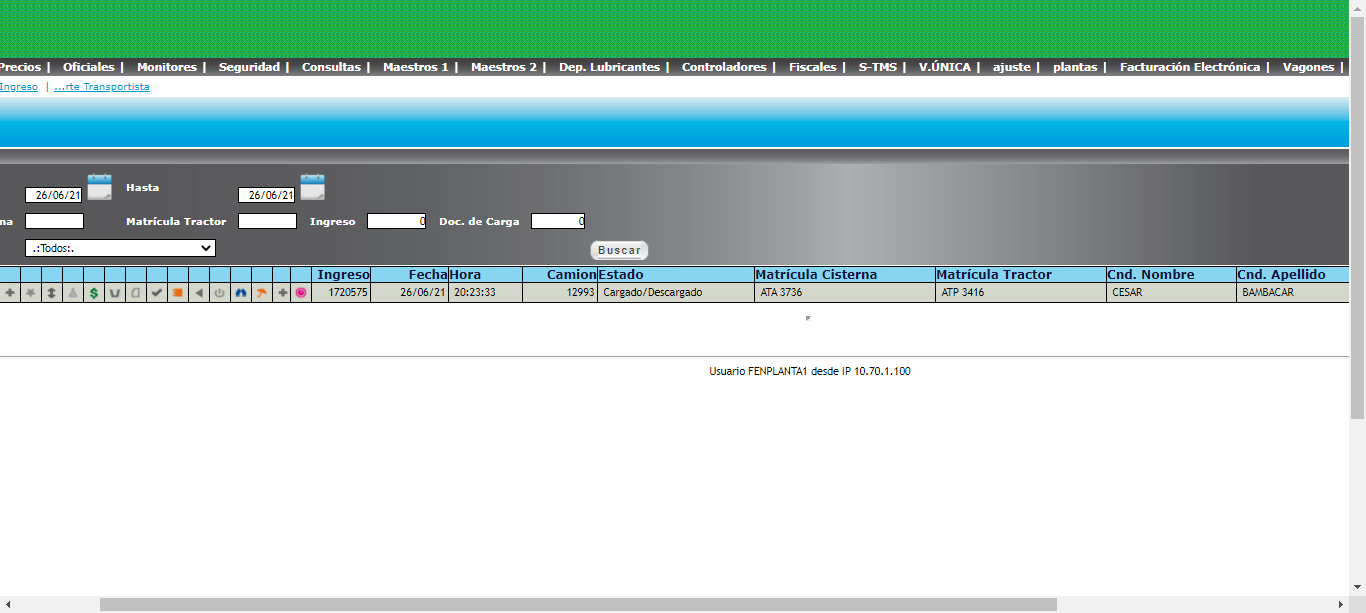 Precios | Oficiales | Monitores | Seguridad | Consultas | Maestros 1 | Maestros 2 | Dep. Lubricantes | Controladores | Fiscales | S-TMS | V.ÚNICA | ajuste | plantas | Facturación Electrónica | Vagones |
Ingreso | ...rte Transportista
26/06/21 Hasta 26/06/21
na Matrícula Tractor Ingreso 0 Doc. de Carga 0
.:Todos:. Buscar
Ingreso Fecha Hora Camion Estado Matrícula Cisterna Matrícula Tractor Cnd. Nombre Cnd. Apellido
1720575 26/06/21 20:23:33 12993 Cargado/Descargado ATA 3736 ATP 3416 CESAR BAMBACAR
Usuario FENPLANTA1 desde IP 10.70.1.100